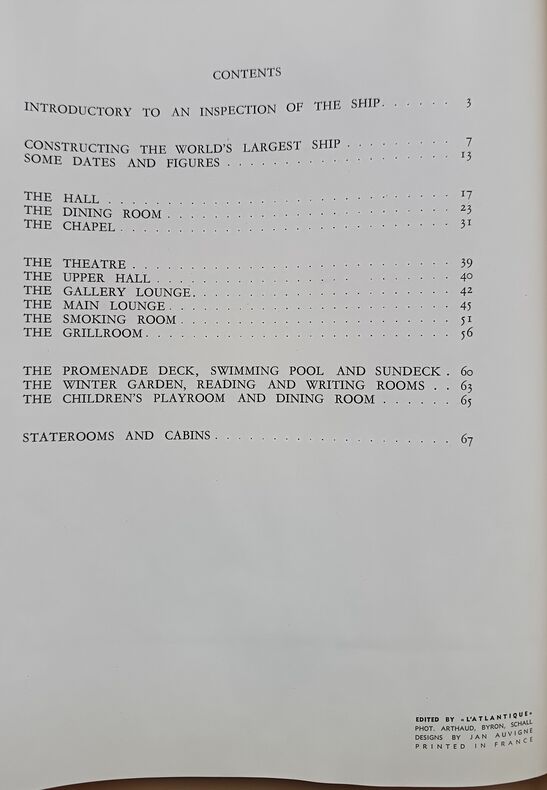 CONTENTS
INTRODUCTORY TO AN INSPECTION OF THE SHIP. . . . . . 3
CONSTRUCTING THE WORLD'S LARGEST SHIP . . . . . . . . . 7
SOME DATES AND FIGURES . . . . . . . . . . . . . . . . . . . 13
THE HALL . . . . . . . . . . . . . . . . . . . . . . . . . . . . 17
THE DINING ROOM . . . . . . . . . . . . . . . . . . . . . . . 23
THE CHAPEL. . . . . . . . . . . . . . . . . . . . . . . . . . . 31
THE THEATRE . . . . . . . . . . . . . . . . . . . . . . . . . . 39
THE UPPER HALL . . . . . . . . . . . . . . . . . . . . . . . . 40
THE GALLERY LOUNGE. . . . . . . . . . . . . . . . . . . . . 42
THE MAIN LOUNGE . . . . . . . . . . . . . . . . . . . . . . . 45
THE SMOKING ROOM . . . . . . . . . . . . . . . . . . . . . . 51
THE GRILLROOM. . . . . . . . . . . . . . . . . . . . . . . . . 56
THE PROMENADE DECK, SWIMMING POOL AND SUNDECK . 60
THE WINTER GARDEN, READING AND WRITING ROOMS . . 63
THE CHILDREN'S PLAYROOM AND DINING ROOM . . . . . . 65
STATEROOMS AND CABINS . . . . . . . . . . . . . . . . . . . 67
EDITED BY «L'ATLANTIQUE»
PHOT. ARTHAUD, BYRON, SCHALL
DESIGNS BY JAN AUVIGNE
PRINTED IN FRANCE